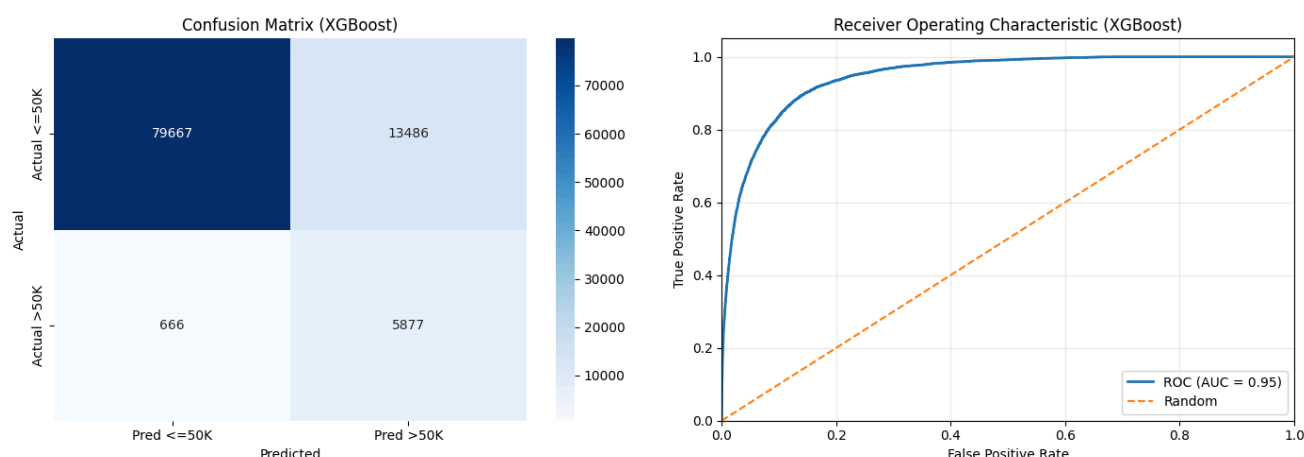 Confusion Matrix (XGBoost)
Actual <=50K
Actual >50K
Actual
79667
13486
666
5877
Pred <=50K
Pred >50K
Predicted
70000
60000
50000
40000
30000
20000
10000
Receiver Operating Characteristic (XGBoost)
True Positive Rate
1.0
0.8
0.6
0.4
0.2
0.0
0.0
0.2
0.4
0.6
0.8
1.0
False Positive Rate
ROC (AUC = 0.95)
Random